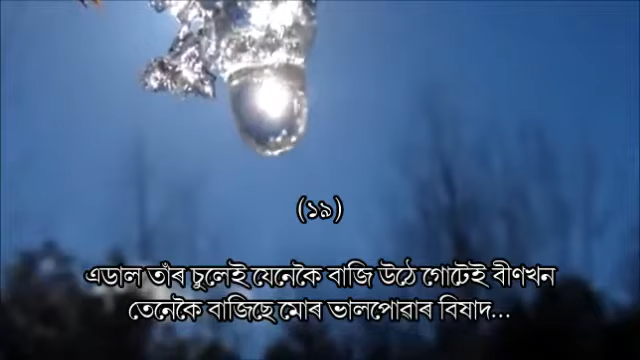 (১৯)
এডাল তাঁৰ চুলেই যেনেকৈ বাজি উঠে গোটেই বীণখন
তেনেকৈ বাজিছে মোৰ ভালপোৱাৰ বিষাদ...